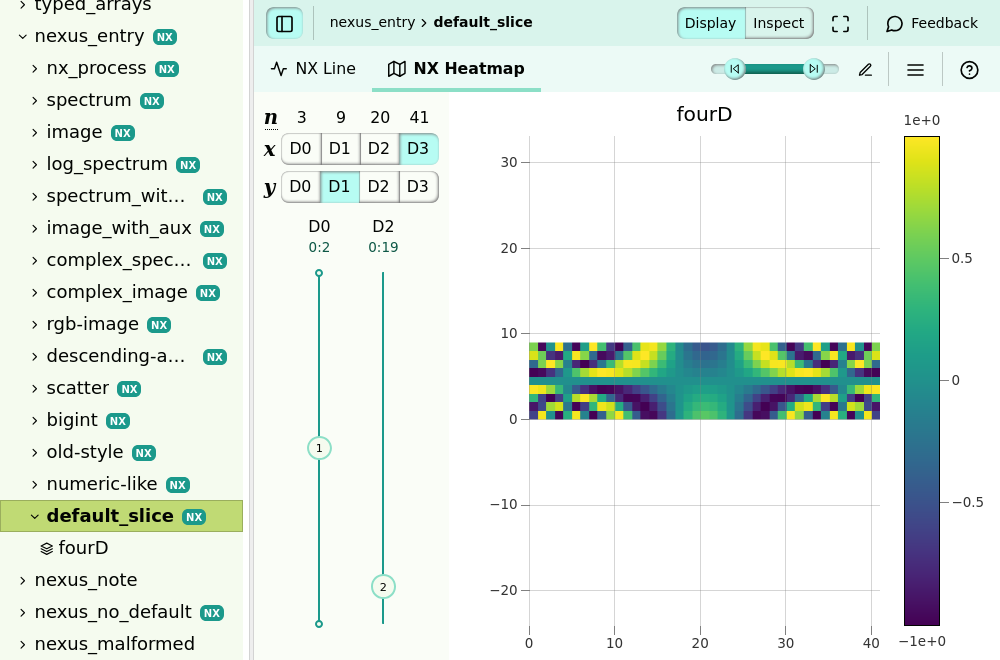 typed_arrays
nexus_entry NX
nx_process NX
spectrum NX
image NX
log_spectrum NX
spectrum_wit... NX
image_with_aux NX
complex_spec... NX
complex_image NX
rgb-image NX
descending-a... NX
scatter NX
bigint NX
old-style NX
numeric-like NX
default_slice NX
fourD
nexus_note
nexus_no_default NX
nexus_malformed
nexus_entry › default_slice
Display Inspect
Feedback
NX Line
NX Heatmap
n 3 9 20 41
x D0 D1 D2 D3
y D0 D1 D2 D3
D0 D2
0:2 0:19
1
2
fourD
30
20
10
0
−10
−20
0 10 20 30 40
1e+0
0.5
0
−0.5
−1e+0